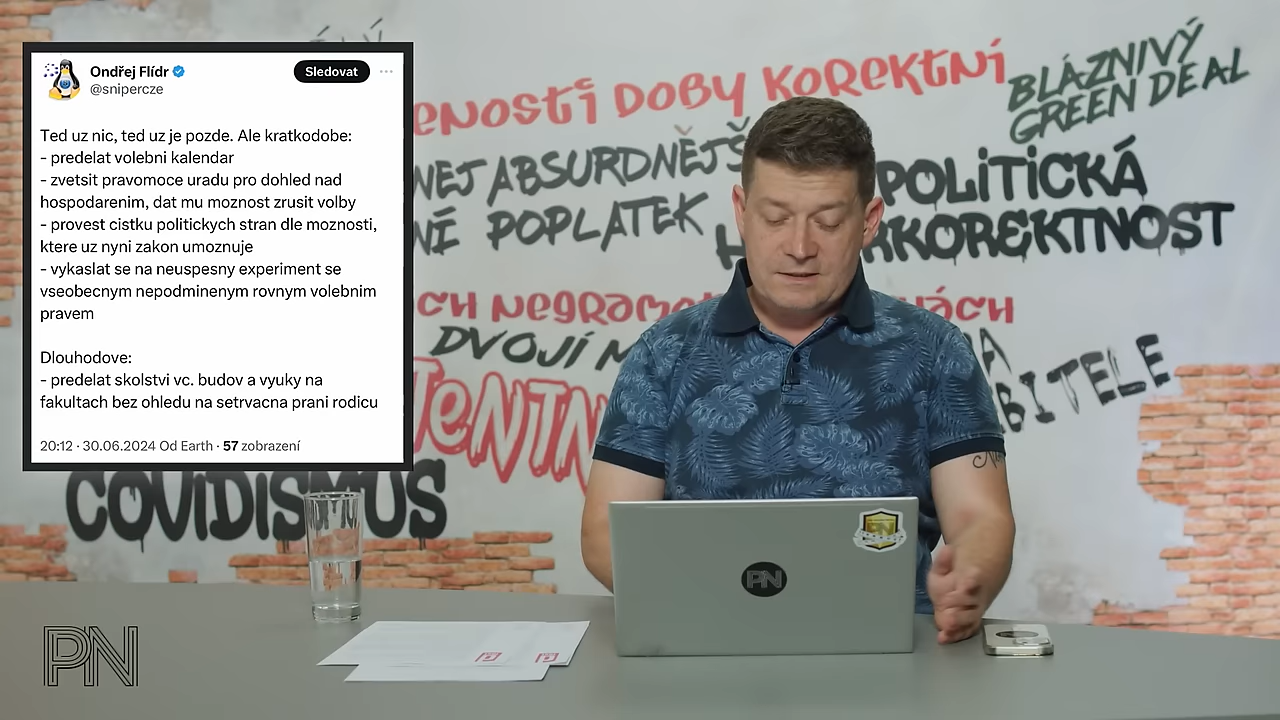 Ondřej Flídr
@snipercze
Sledovat
Ted uz nic, ted uz je pozde. Ale kratkodobe:
- predelat volebni kalendar
- zvetsit pravomoce uradu pro dohled nad
hospodarenim, dat mu moznost zrusit volby
- provest cistku politickych stran dle moznosti,
ktere uz nyni zakon umoznuje
- vykaslat se na neuspesny experiment se
vseobecnym nepodminenym rovnym volebnim
pravem
Dlouhodove:
- predelat skolstvi vc. budov a vyuky na
fakultach bez ohledu na setrvacna prani rodicu
20:12 · 30.06.2024 Od Earth · 57 zobrazení
DOBY KOREKTNÍ
BLÁZNIVÝ
GREEN DEAL
POPLATEK
POLITICKÁ
DVOJÍ
COVIDISMUS
PN
PN